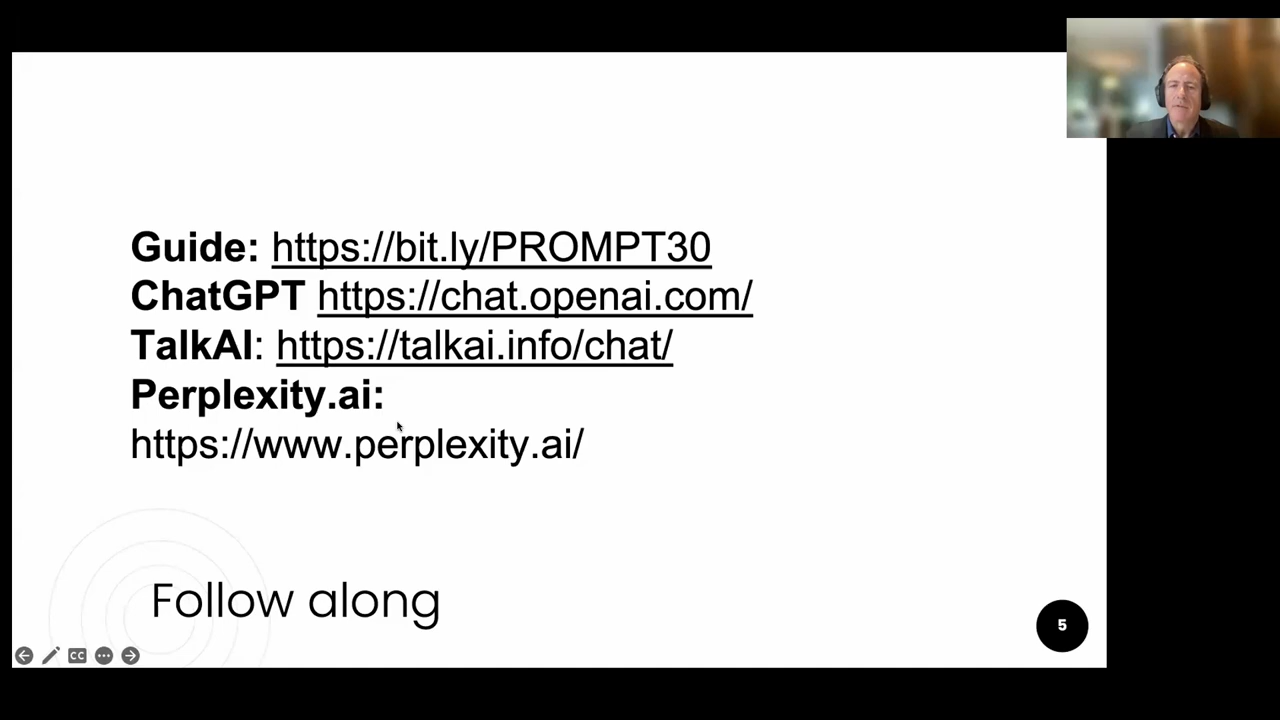 Guide: https://bit.ly/PROMPT30
ChatGPT https://chat.openai.com/
TalkAI: https://talkai.info/chat/
Perplexity.ai:
https://www.perplexity.ai/
Follow along
5
CC